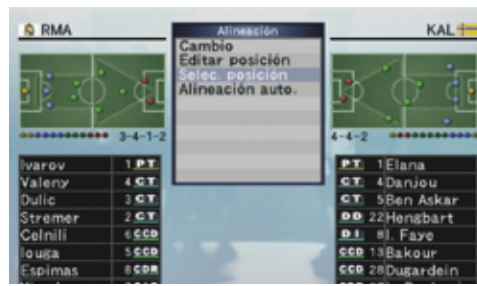 RMA
Alineación
KAL
Cambio
Editar posición
Selec. posición
Alineación auto.
3-4-1-2
4-4-2
Ivarov 1 PT
Valeny 4 CT
Dulic 3 CT
Stremer 2 CT
Colnili 6 CCD
Iouga 5 CCD
Espimas 8 CDR
PT 1 Elana
CT 4 Danjou
CT 5 Ben Askar
DD 22 Hengbart
DI 8 I. Faye
CCD 13 Bakour
CCD 28 Dugardein